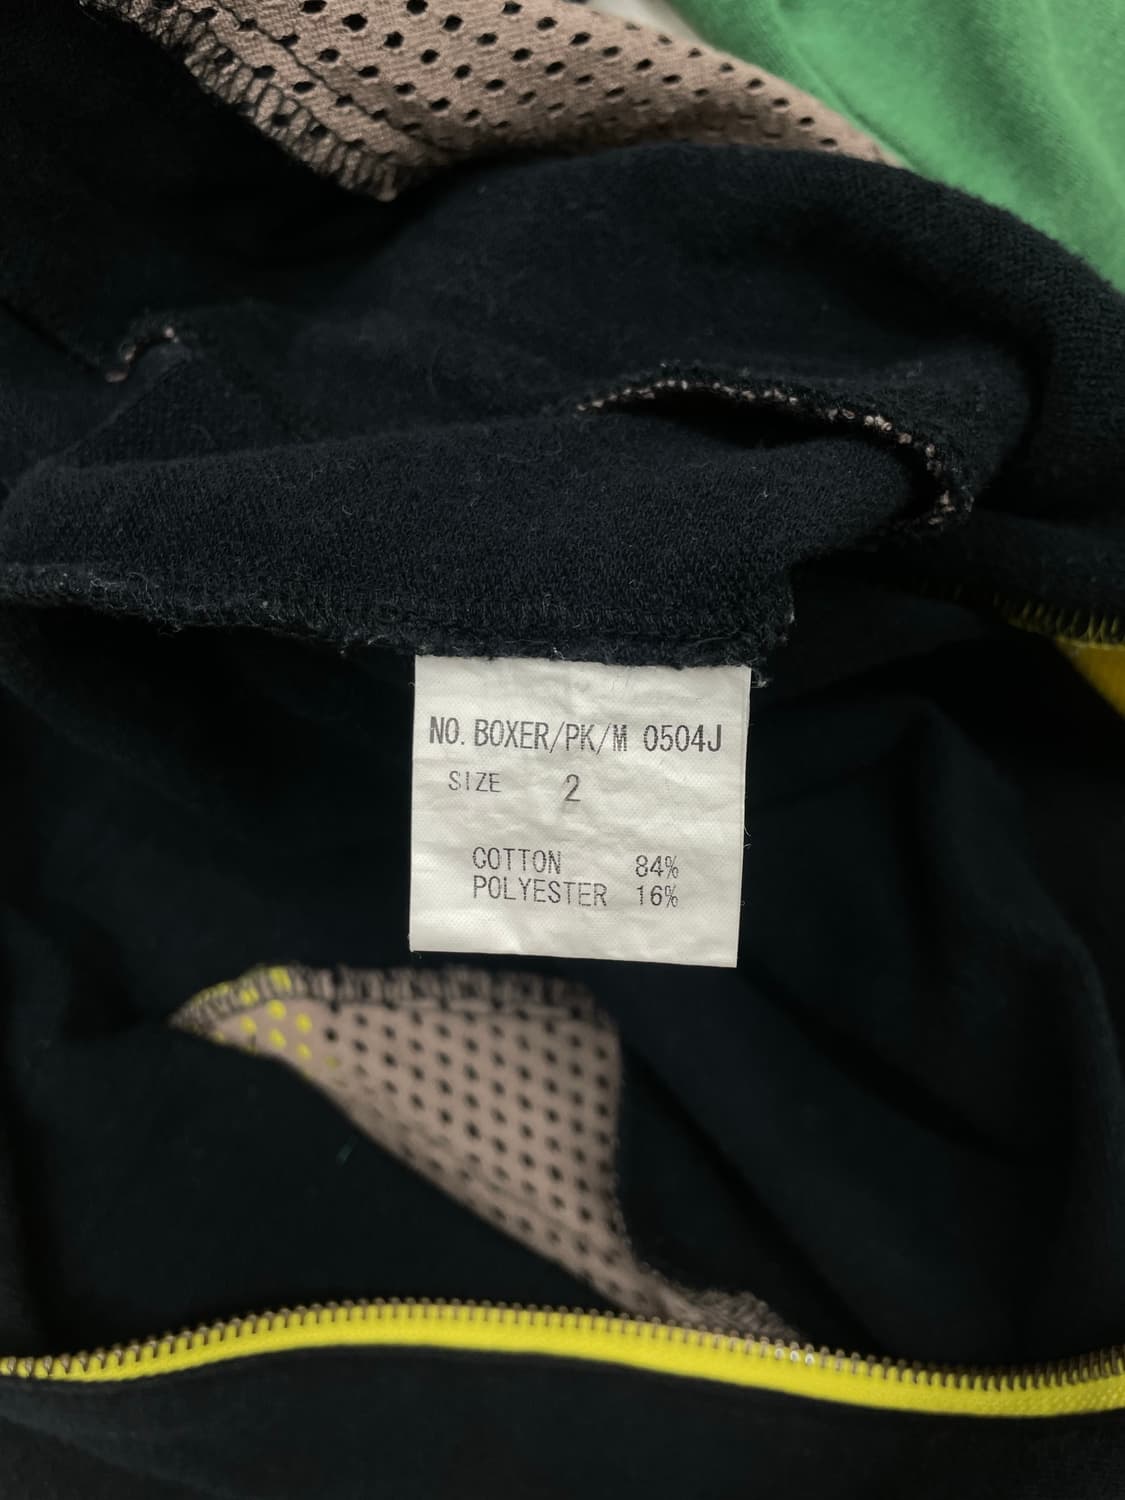 NO. BOXER/PK/M 0504J
SIZE 2
COTTON 84%
POLYESTER 16%